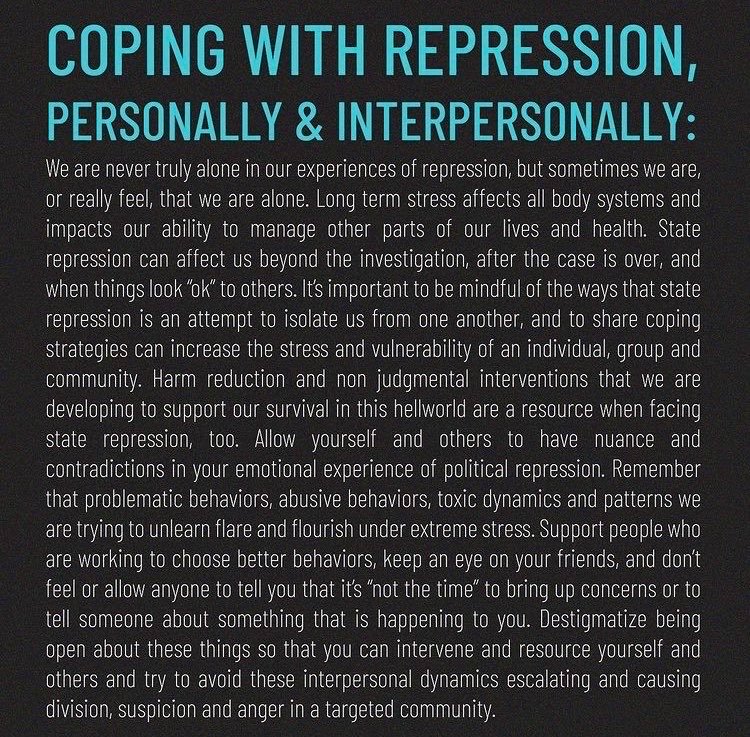 COPING WITH REPRESSION,
PERSONALLY & INTERPERSONALLY:
We are never truly alone in our experiences of repression, but sometimes we are,
or really feel, that we are alone. Long term stress affects all body systems and
impacts our ability to manage other parts of our lives and health. State
repression can affect us beyond the investigation, after the case is over, and
when things look “ok” to others. It’s important to be mindful of the ways that state
repression is an attempt to isolate us from one another, and to share coping
strategies can increase the stress and vulnerability of an individual, group and
community. Harm reduction and non judgmental interventions that we are
developing to support our survival in this hellworld are a resource when facing
state repression, too. Allow yourself and others to have nuance and
contradictions in your emotional experience of political repression. Remember
that problematic behaviors, abusive behaviors, toxic dynamics and patterns we
are trying to unlearn flare and flourish under extreme stress. Support people who
are working to choose better behaviors, keep an eye on your friends, and don’t
feel or allow anyone to tell you that it’s “not the time” to bring up concerns or to
tell someone about something that is happening to you. Destigmatize being
open about these things so that you can intervene and resource yourself and
others and try to avoid these interpersonal dynamics escalating and causing
division, suspicion and anger in a targeted community.